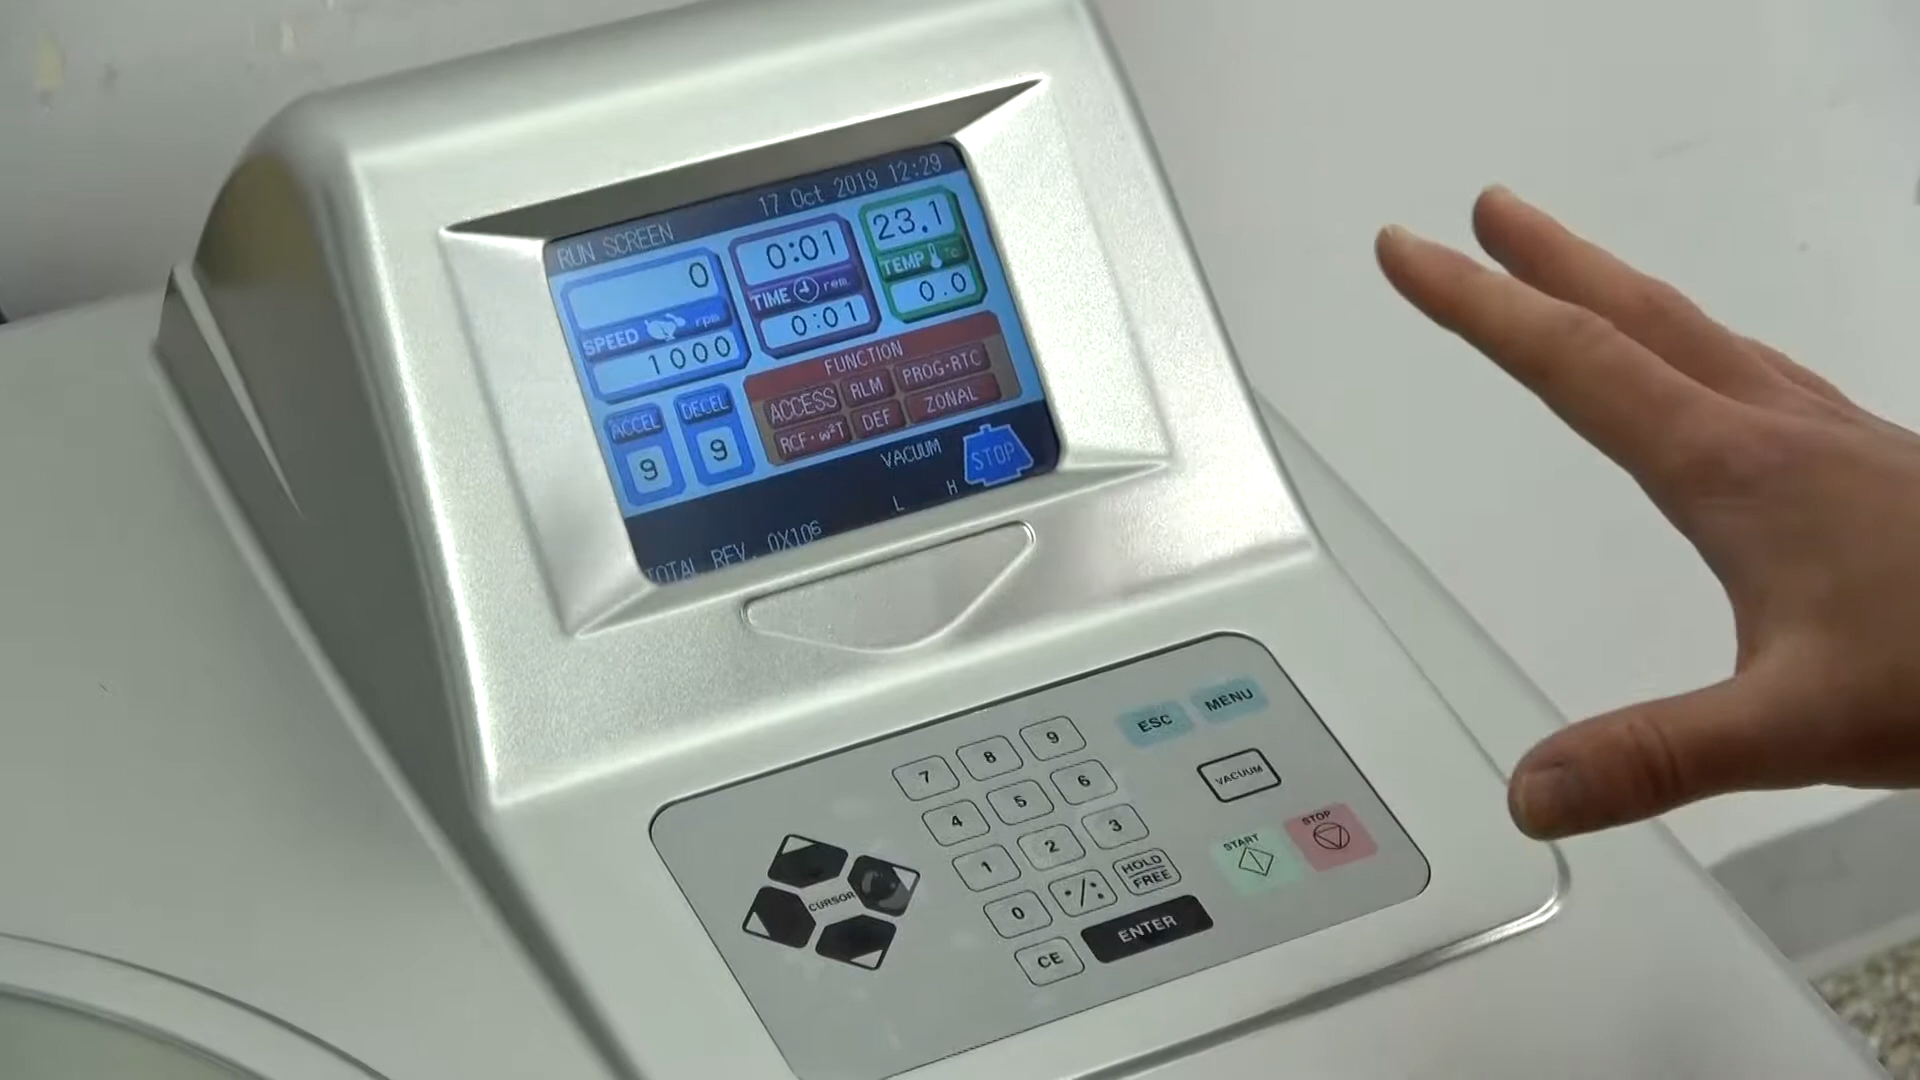 17 Oct 2019 12:29
RUN SCREEN
0
SPEED rpm
1000
0:01
TIME rem.
0:01
23.1
TEMP °C
0.0
ACCEL
9
DECEL
9
FUNCTION
ACCESS RLM PROG·RTC
RCF·ω²T DEF ZONAL
VACUUM
L H
STOP
TOTAL REV. 0X10⁶
ESC MENU
7 8 9
VACUUM
4 5 6
1 2 3
START STOP
CURSOR
0 ·/: HOLD
FREE
CE ENTER